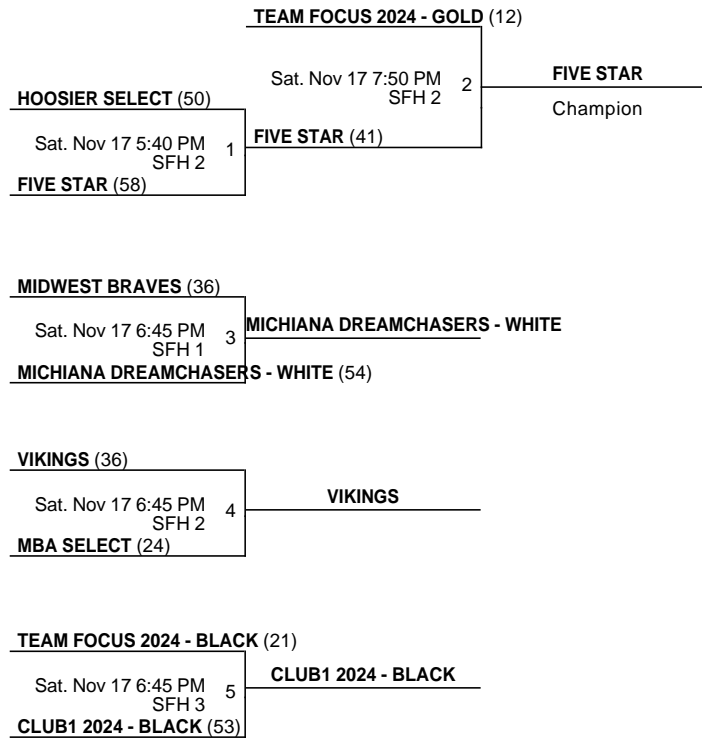 TEAM FOCUS 2024 - GOLD (12)
Sat. Nov 17 7:50 PM 2
SFH 2
FIVE STAR
Champion
HOOSIER SELECT (50)
Sat. Nov 17 5:40 PM 1
SFH 2
FIVE STAR (41)
FIVE STAR (58)
MIDWEST BRAVES (36)
Sat. Nov 17 6:45 PM 3
SFH 1
MICHIANA DREAMCHASERS - WHITE
MICHIANA DREAMCHASERS - WHITE (54)
VIKINGS (36)
Sat. Nov 17 6:45 PM 4
SFH 2
VIKINGS
MBA SELECT (24)
TEAM FOCUS 2024 - BLACK (21)
Sat. Nov 17 6:45 PM 5
SFH 3
CLUB1 2024 - BLACK
CLUB1 2024 - BLACK (53)